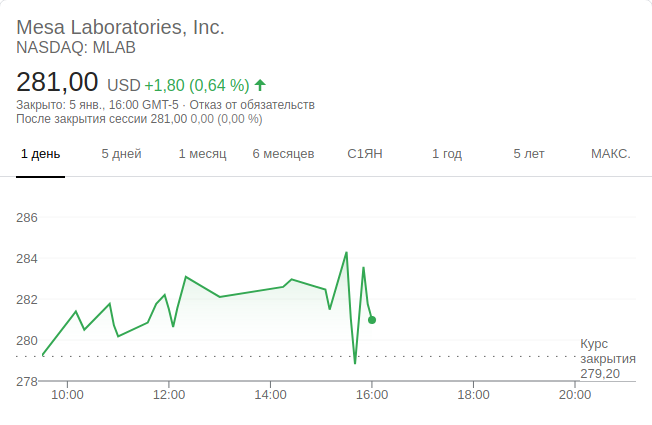 Mesa Laboratories, Inc.
NASDAQ: MLAB
281,00 USD +1,80 (0,64 %)
Закрыто: 5 янв., 16:00 GMT-5 · Отказ от обязательств
После закрытия сессии 281,00 0,00 (0,00 %)
1 день 5 дней 1 месяц 6 месяцев С1ЯН 1 год 5 лет МАКС.
286
284
282
280
278
Курс
закрытия
279,20
10:00 12:00 14:00 16:00 18:00 20:00